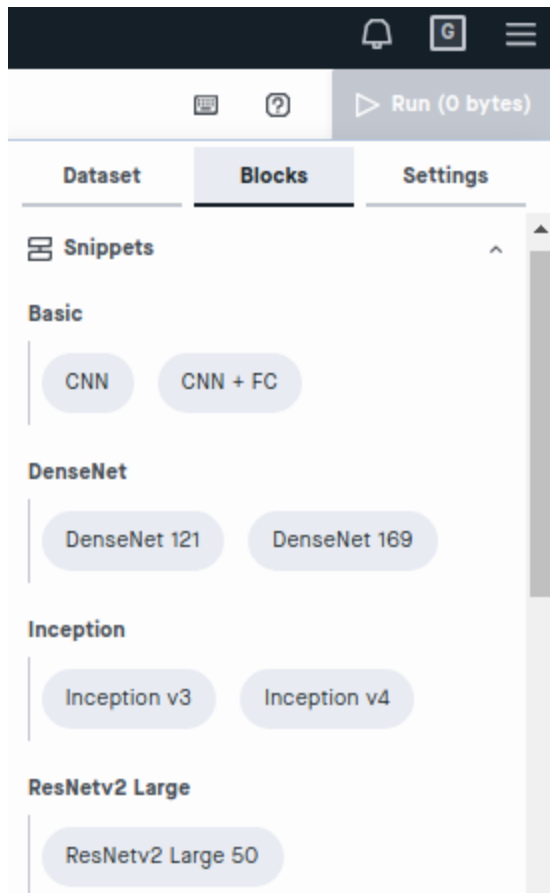 G
Run (0 bytes)
Dataset Blocks Settings
Snippets
Basic
CNN CNN + FC
DenseNet
DenseNet 121 DenseNet 169
Inception
Inception v3 Inception v4
ResNetv2 Large
ResNetv2 Large 50